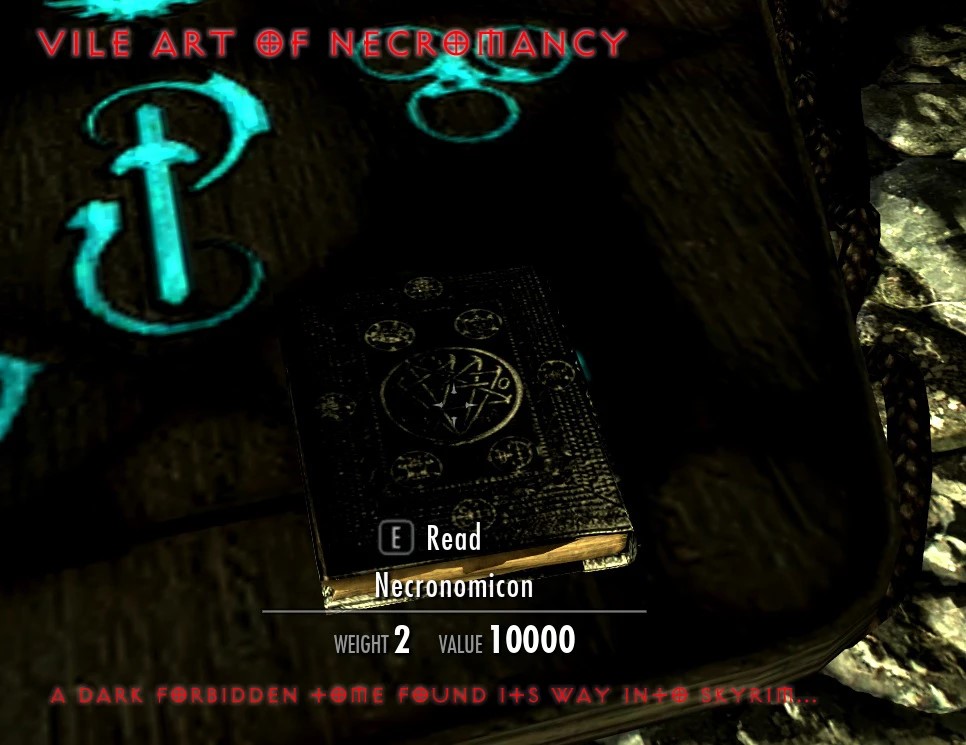 VILE ART OF NECROMANCY
E Read
Necronomicon
WEIGHT 2 VALUE 10000
A DARK FORBIDDEN TOME FOUND ITS WAY INTO SKYRIM...